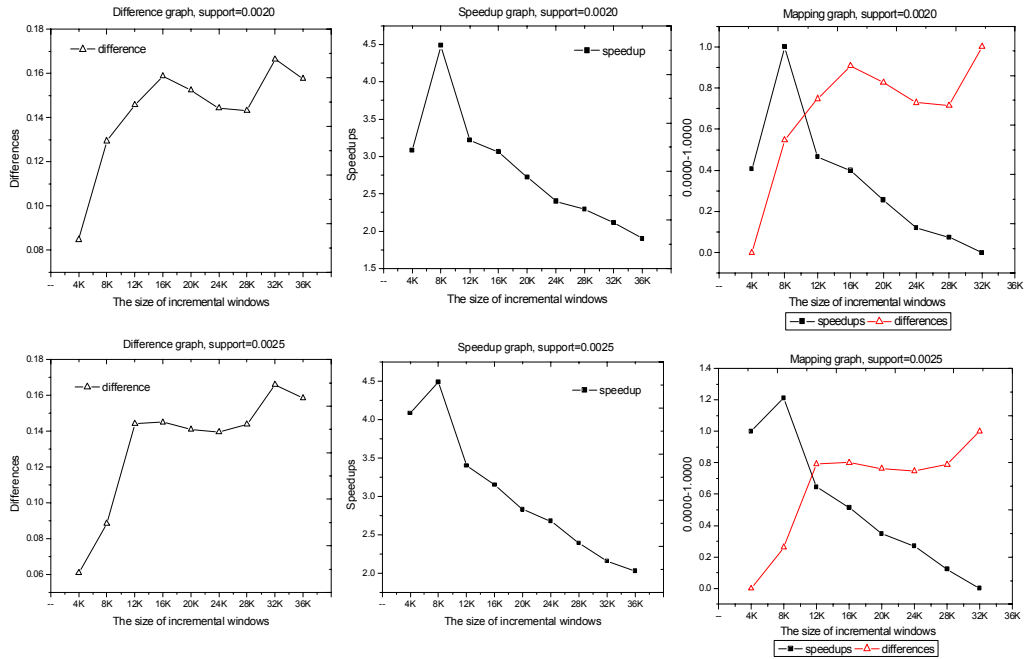 Difference graph, support=0.0020
difference
Differences
0.18
0.16
0.14
0.12
0.10
0.08
-- 4K 8K 12K 16K 20K 24K 28K 32K 36K
The size of incremental windows
Speedup graph, support=0.0020
speedup
Speedups
4.5
4.0
3.5
3.0
2.5
2.0
1.5
-- 4K 8K 12K 16K 20K 24K 28K 32K 36K
The size of incremental windows
Mapping graph, support=0.0020
0.0000-1.0000
1.0
0.8
0.6
0.4
0.2
0.0
-- 4K 8K 12K 16K 20K 24K 28K 32K 36K
The size of incremental windows
speedups differences
Difference graph, support=0.0025
difference
Differences
0.18
0.16
0.14
0.12
0.10
0.08
0.06
-- 4K 8K 12K 16K 20K 24K 28K 32K 36K
The size of incremental windows
Speedup graph, support=0.0025
speedup
Speedups
4.5
4.0
3.5
3.0
2.5
2.0
-- 4K 8K 12K 16K 20K 24K 28K 32K 36K
The size of incremental windows
Mapping graph, support=0.0025
0.0000-1.0000
1.4
1.2
1.0
0.8
0.6
0.4
0.2
0.0
-- 4K 8K 12K 16K 20K 24K 28K 32K 36K
The size of incremental windows
speedups differences